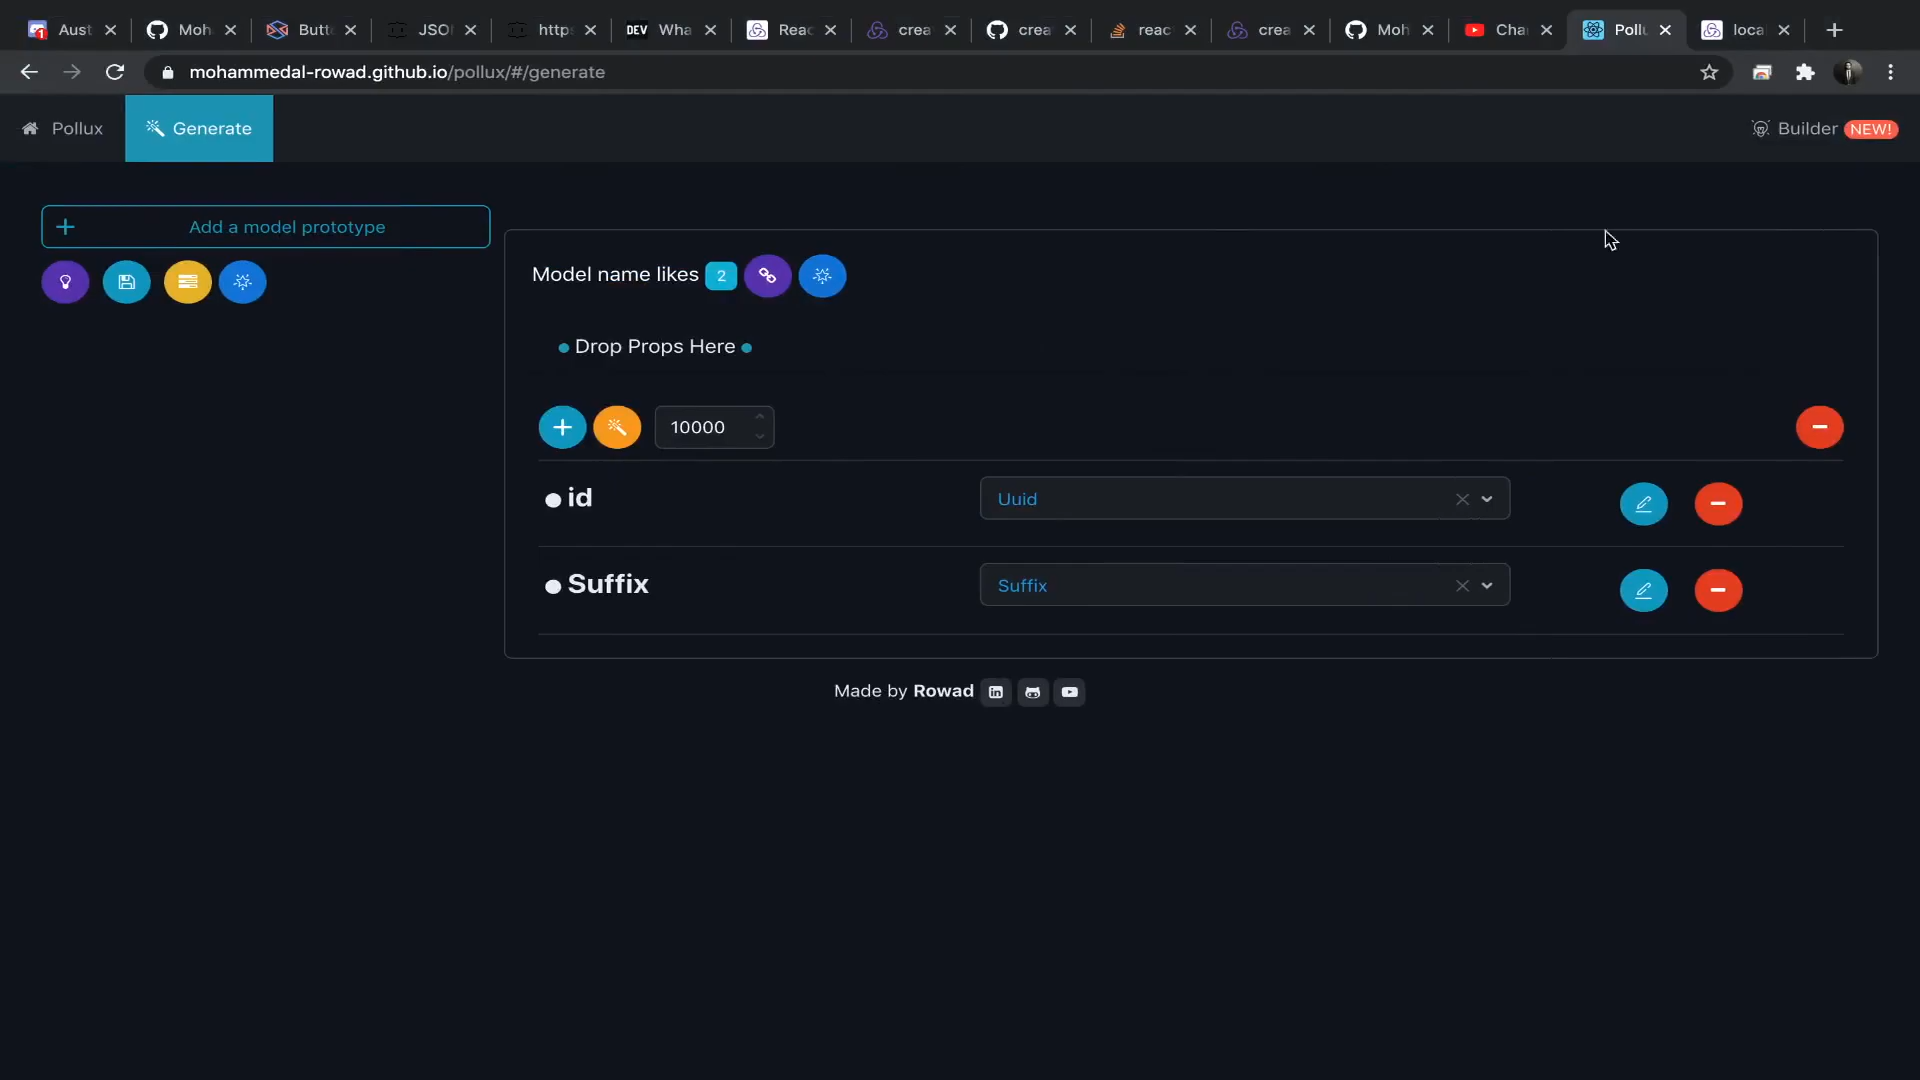 Aust
Moh
Butt
JSO
http
DEV Wha
Reac
crea
crea
reac
crea
Moh
Cha
Pollu
loca
mohammedal-rowad.github.io/pollux/#/generate
Pollux
Generate
Builder NEW!
Add a model prototype
Model name likes 2
Drop Props Here
10000
id
Uuid
Suffix
Suffix
Made by Rowad